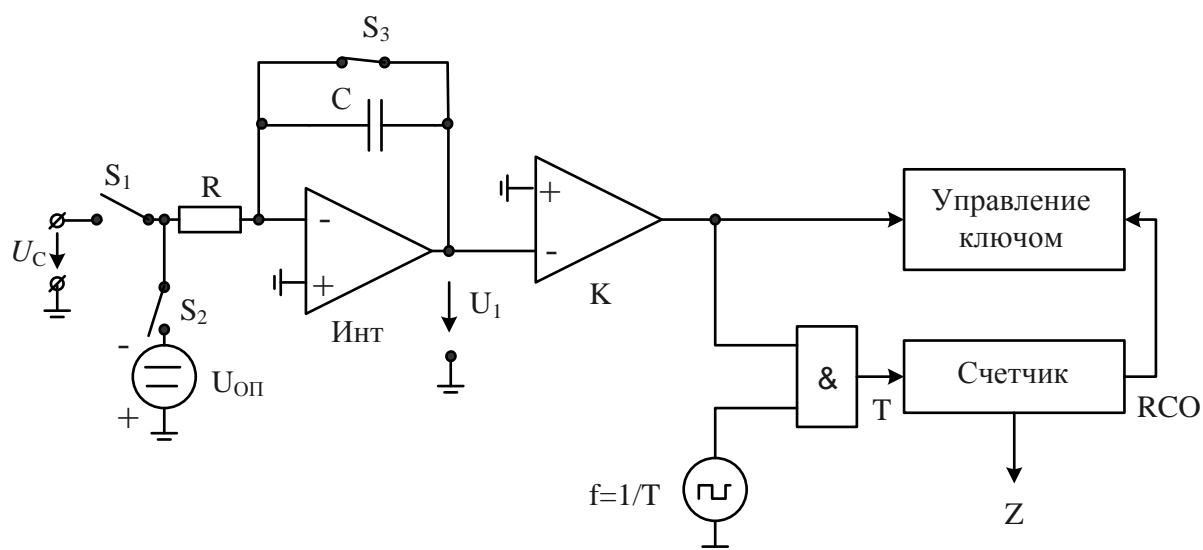 S3
C
S1
R
Управление
ключом
-
+
+
-
UC
S2
U1
K
Инт
-
UОП
+
&
Счетчик
T
RCO
f=1/T
Z